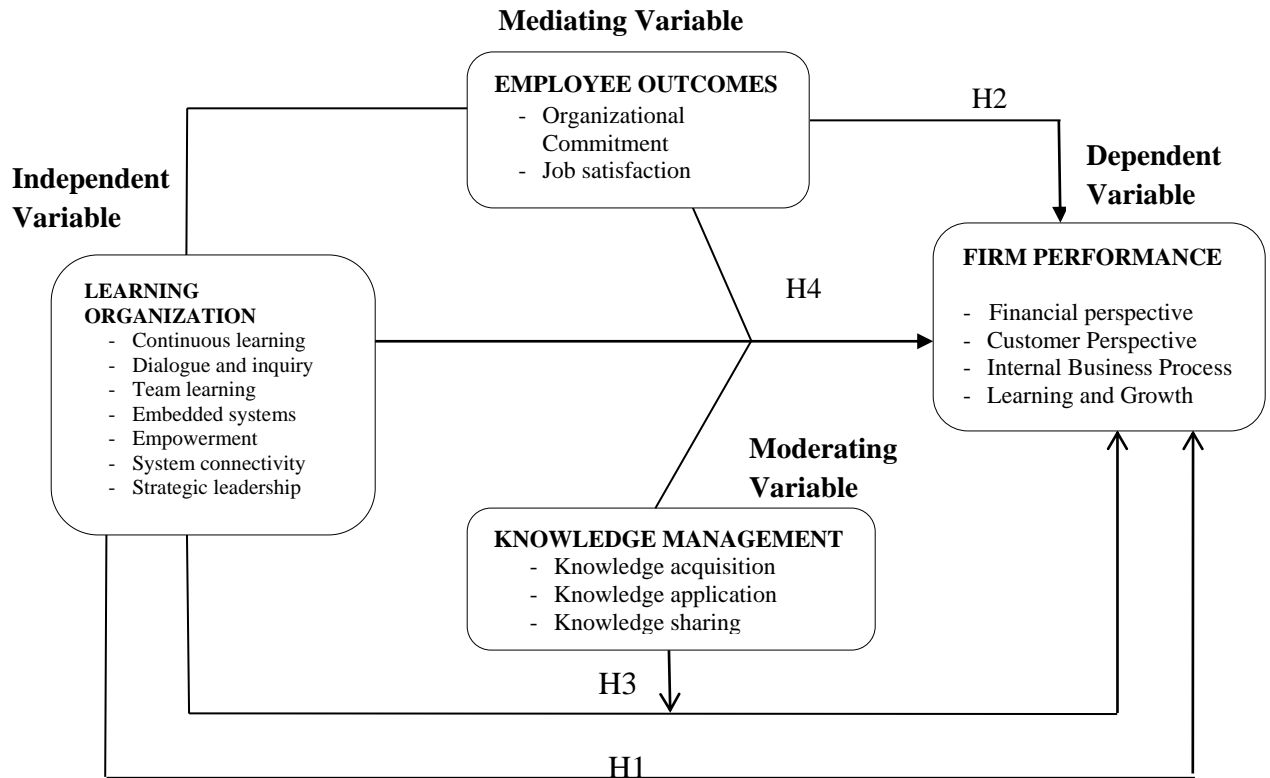 Mediating Variable
EMPLOYEE OUTCOMES
- Organizational
Commitment
- Job satisfaction
H2
Independent
Variable
Dependent
Variable
LEARNING
ORGANIZATION
- Continuous learning
- Dialogue and inquiry
- Team learning
- Embedded systems
- Empowerment
- System connectivity
- Strategic leadership
H4
FIRM PERFORMANCE
- Financial perspective
- Customer Perspective
- Internal Business Process
- Learning and Growth
Moderating
Variable
KNOWLEDGE MANAGEMENT
- Knowledge acquisition
- Knowledge application
- Knowledge sharing
H3
H1